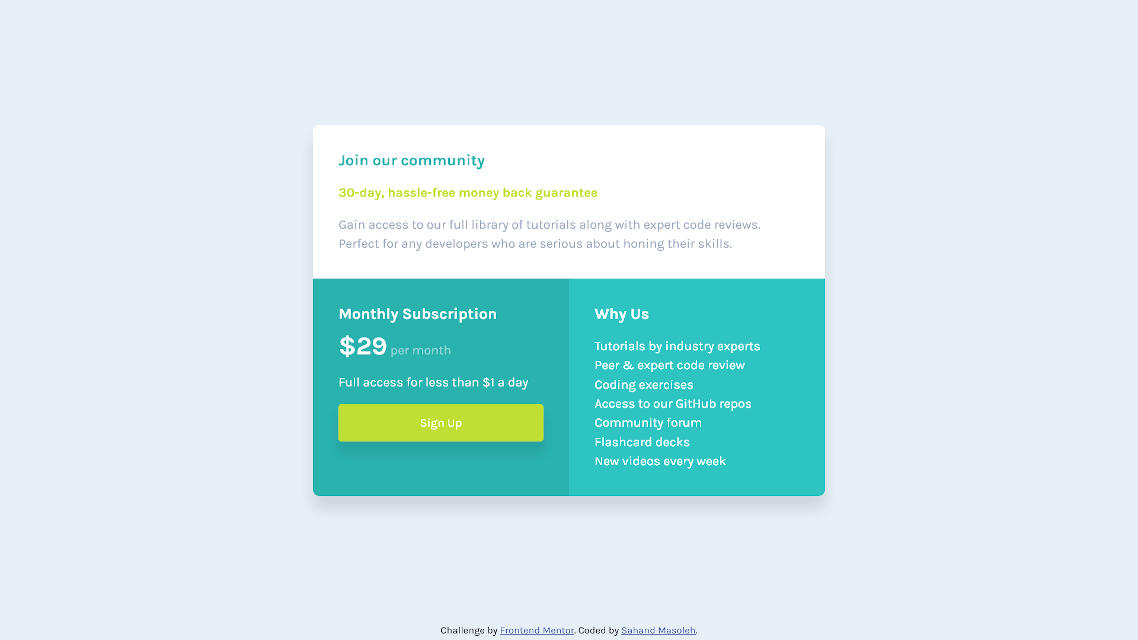 Join our community
30-day, hassle-free money back guarantee
Gain access to our full library of tutorials along with expert code reviews.
Perfect for any developers who are serious about honing their skills.
Monthly Subscription
$29 per month
Full access for less than $1 a day
Sign Up
Why Us
Tutorials by industry experts
Peer & expert code review
Coding exercises
Access to our GitHub repos
Community forum
Flashcard decks
New videos every week
Challenge by Frontend Mentor. Coded by Sahand Masoleh.